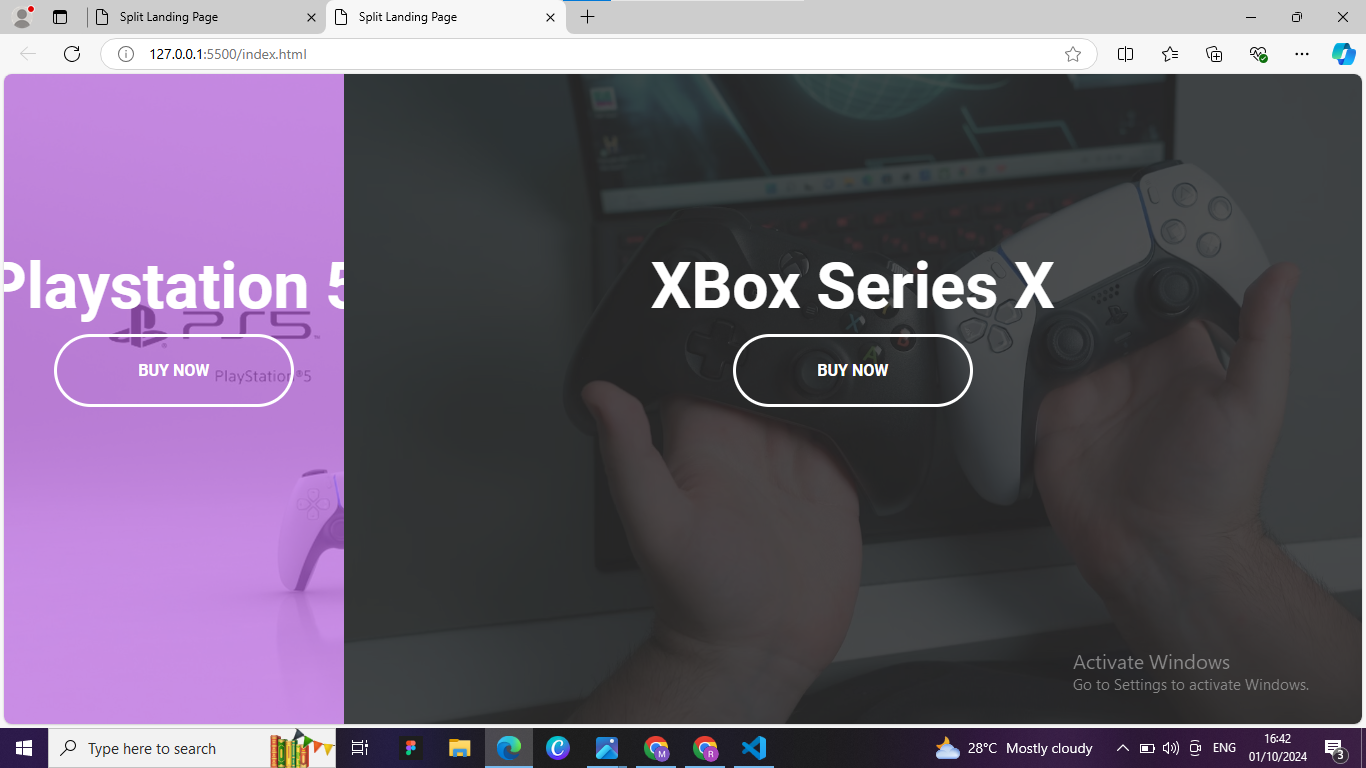 Split Landing Page
Split Landing Page
127.0.0.1:5500/index.html
Playstation 5
XBox Series X
PS5.
BUY NOW
PlayStation®5
BUY NOW
Activate Windows
Go to Settings to activate Windows.
Type here to search
28°C Mostly cloudy
ENG
16:42
01/10/2024
3